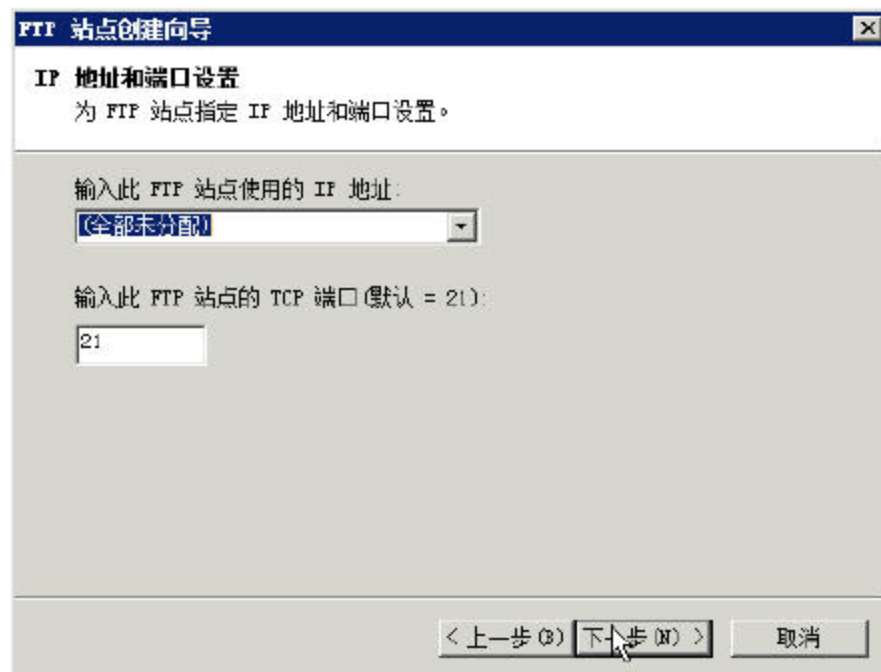 FTP 站点创建向导
IP 地址和端口设置
为 FTP 站点指定 IP 地址和端口设置。
输入此 FTP 站点使用的 IP 地址:
(全部未分配)
输入此 FTP 站点的 TCP 端口(默认 = 21):
21
< 上一步(B) 下一步(N) > 取消